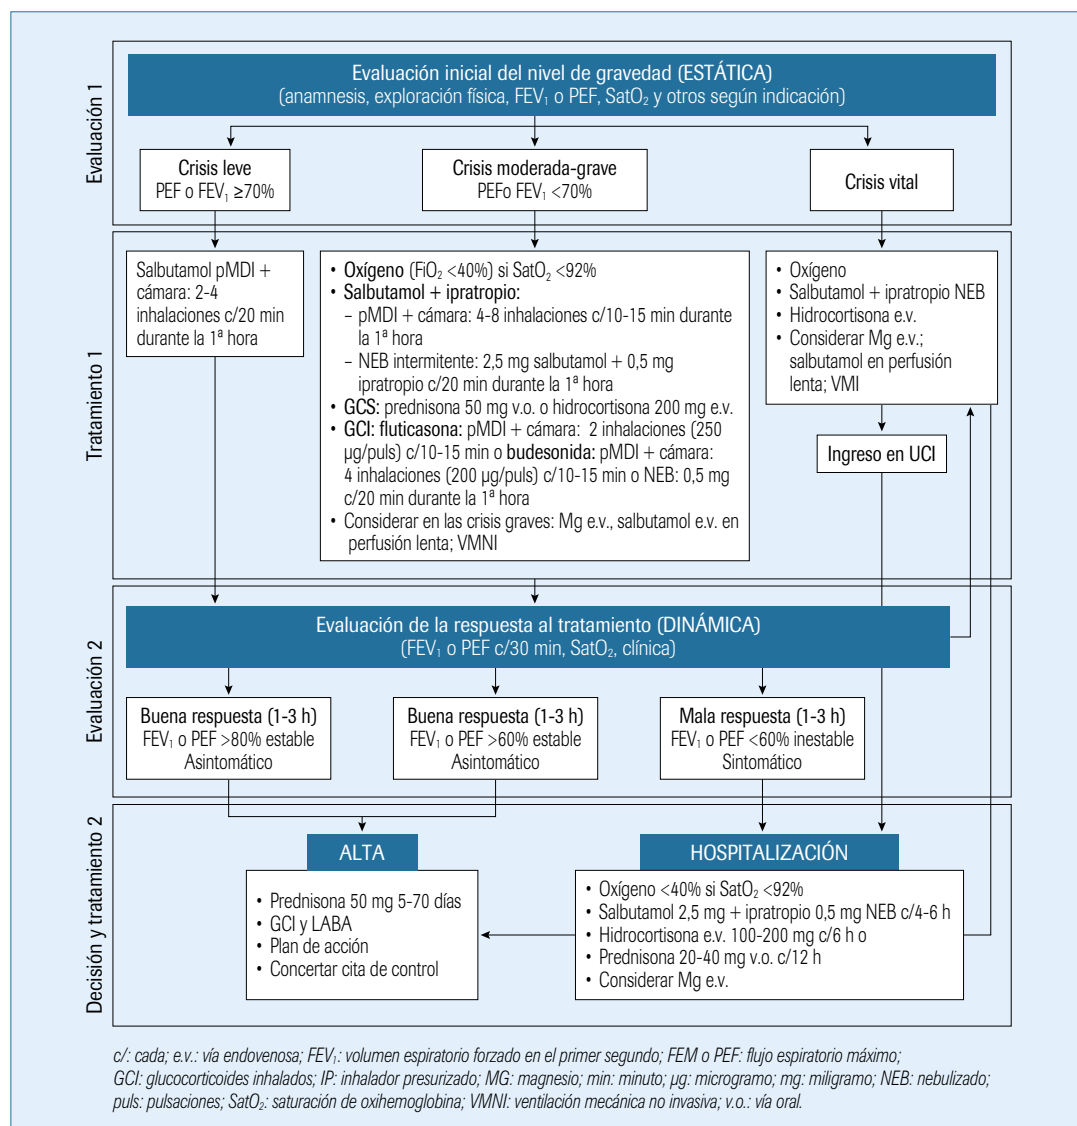 Evaluación 1
Evaluación inicial del nivel de gravedad (ESTÁTICA)
(anamnesis, exploración física, FEV₁ o PEF, SatO₂ y otros según indicación)
Crisis leve
PEF o FEV₁ ≥70%
Crisis moderada-grave
PEFo FEV₁ <70%
Crisis vital
Tratamiento 1
Salbutamol pMDI +
cámara: 2-4
inhalaciones c/20 min
durante la 1ª hora
• Oxígeno (FiO₂ <40%) si SatO₂ <92%
• Salbutamol + ipratropio:
– pMDI + cámara: 4-8 inhalaciones c/10-15 min durante
la 1ª hora
– NEB intermitente: 2,5 mg salbutamol + 0,5 mg
ipratropio c/20 min durante la 1ª hora
• GCS: prednisona 50 mg v.o. o hidrocortisona 200 mg e.v.
• GCI: fluticasona: pMDI + cámara: 2 inhalaciones (250
µg/puls) c/10-15 min o budesonida: pMDI + cámara:
4 inhalaciones (200 µg/puls) c/10-15 min o NEB: 0,5 mg
c/20 min durante la 1ª hora
• Considerar en las crisis graves: Mg e.v., salbutamol e.v. en
perfusión lenta; VMNI
• Oxígeno
• Salbutamol + ipratropio NEB
• Hidrocortisona e.v.
• Considerar Mg e.v.;
salbutamol en perfusión
lenta; VMI
Ingreso en UCI
Evaluación 2
Evaluación de la respuesta al tratamiento (DINÁMICA)
(FEV₁ o PEF c/30 min, SatO₂, clínica)
Buena respuesta (1-3 h)
FEV₁ o PEF >80% estable
Asintomático
Buena respuesta (1-3 h)
FEV₁ o PEF >60% estable
Asintomático
Mala respuesta (1-3 h)
FEV₁ o PEF <60% inestable
Sintomático
Decisión y tratamiento 2
ALTA
• Prednisona 50 mg 5-70 días
• GCI y LABA
• Plan de acción
• Concertar cita de control
HOSPITALIZACIÓN
• Oxígeno <40% si SatO₂ <92%
• Salbutamol 2,5 mg + ipratropio 0,5 mg NEB c/4-6 h
• Hidrocortisona e.v. 100-200 mg c/6 h o
• Prednisona 20-40 mg v.o. c/12 h
• Considerar Mg e.v.
c/: cada; e.v.: vía endovenosa; FEV₁: volumen espiratorio forzado en el primer segundo; FEM o PEF: flujo espiratorio máximo;
GCI: glucocorticoides inhalados; IP: inhalador presurizado; MG: magnesio; min: minuto; µg: microgramo; mg: miligramo; NEB: nebulizado;
puls: pulsaciones; SatO₂: saturación de oxihemoglobina; VMNI: ventilación mecánica no invasiva; v.o.: vía oral.